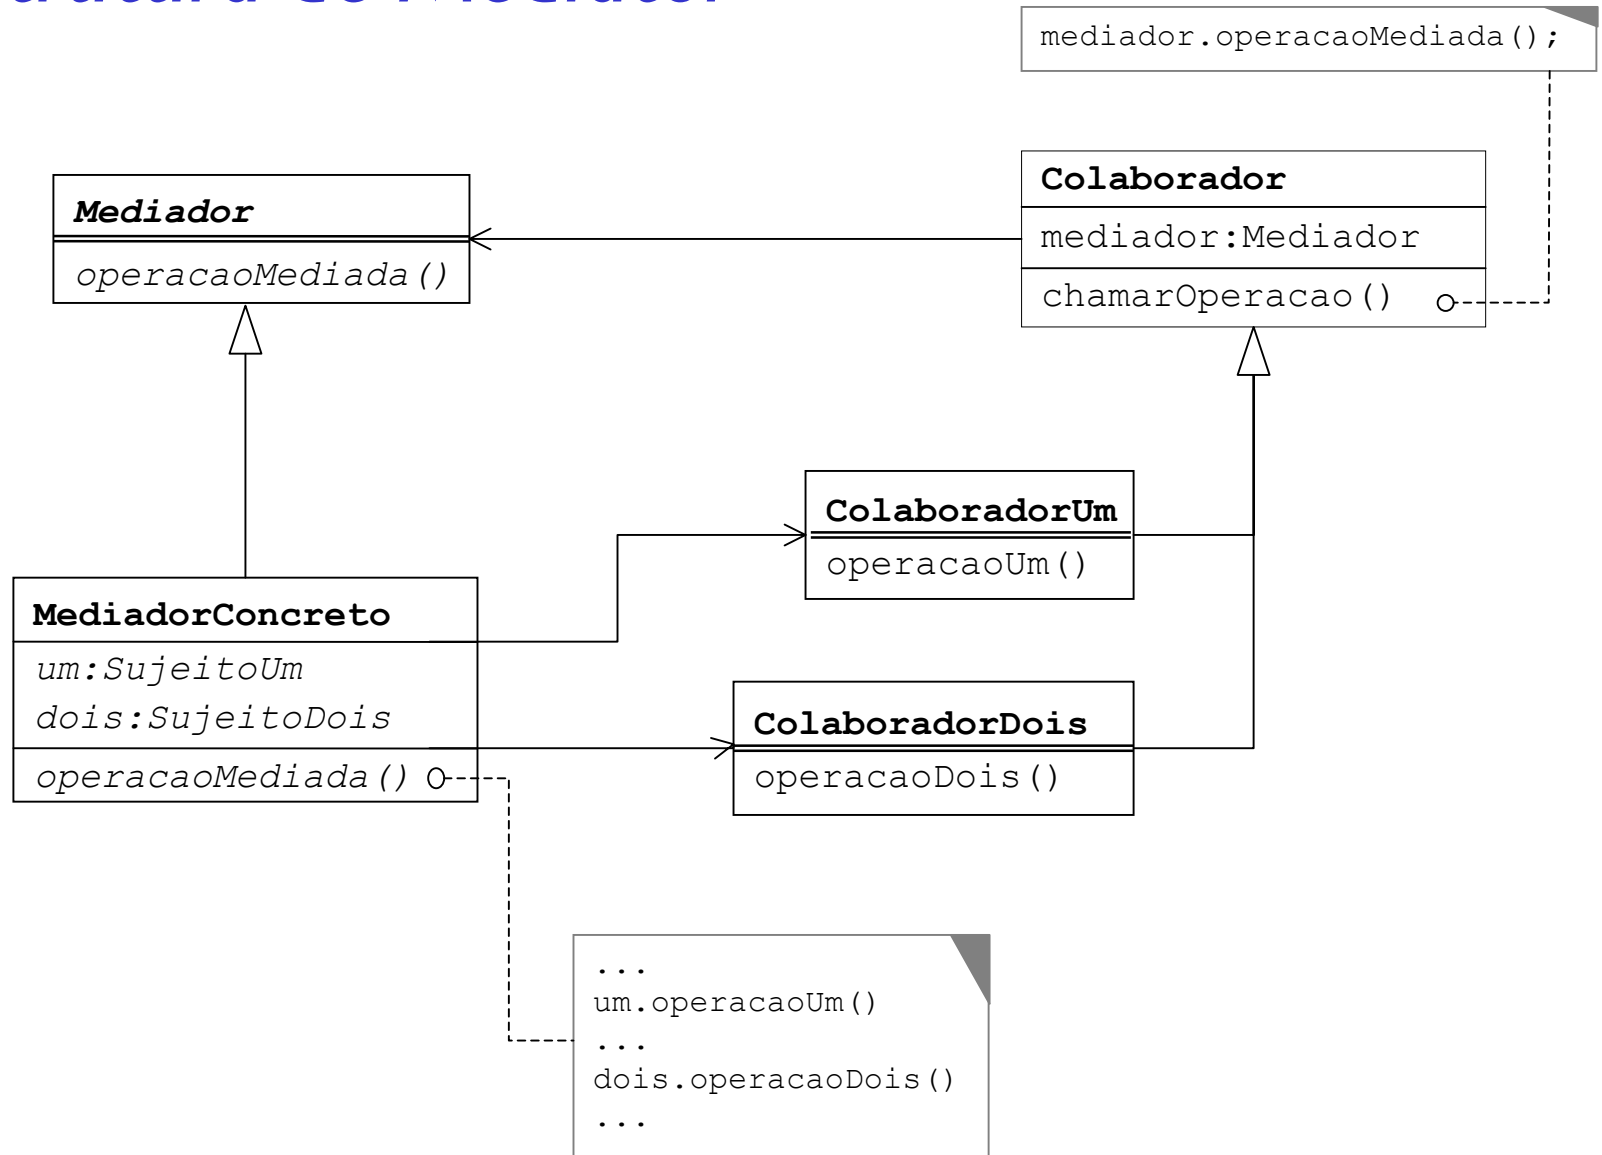 mediador.operacaoMediada();
Mediador
operacaoMediada()
Colaborador
mediador:Mediador
chamarOperacao()
ColaboradorUm
operacaoUm()
MediadorConcreto
um:SujeitoUm
dois:SujeitoDois
operacaoMediada()
ColaboradorDois
operacaoDois()
...
um.operacaoUm()
...
dois.operacaoDois()
...